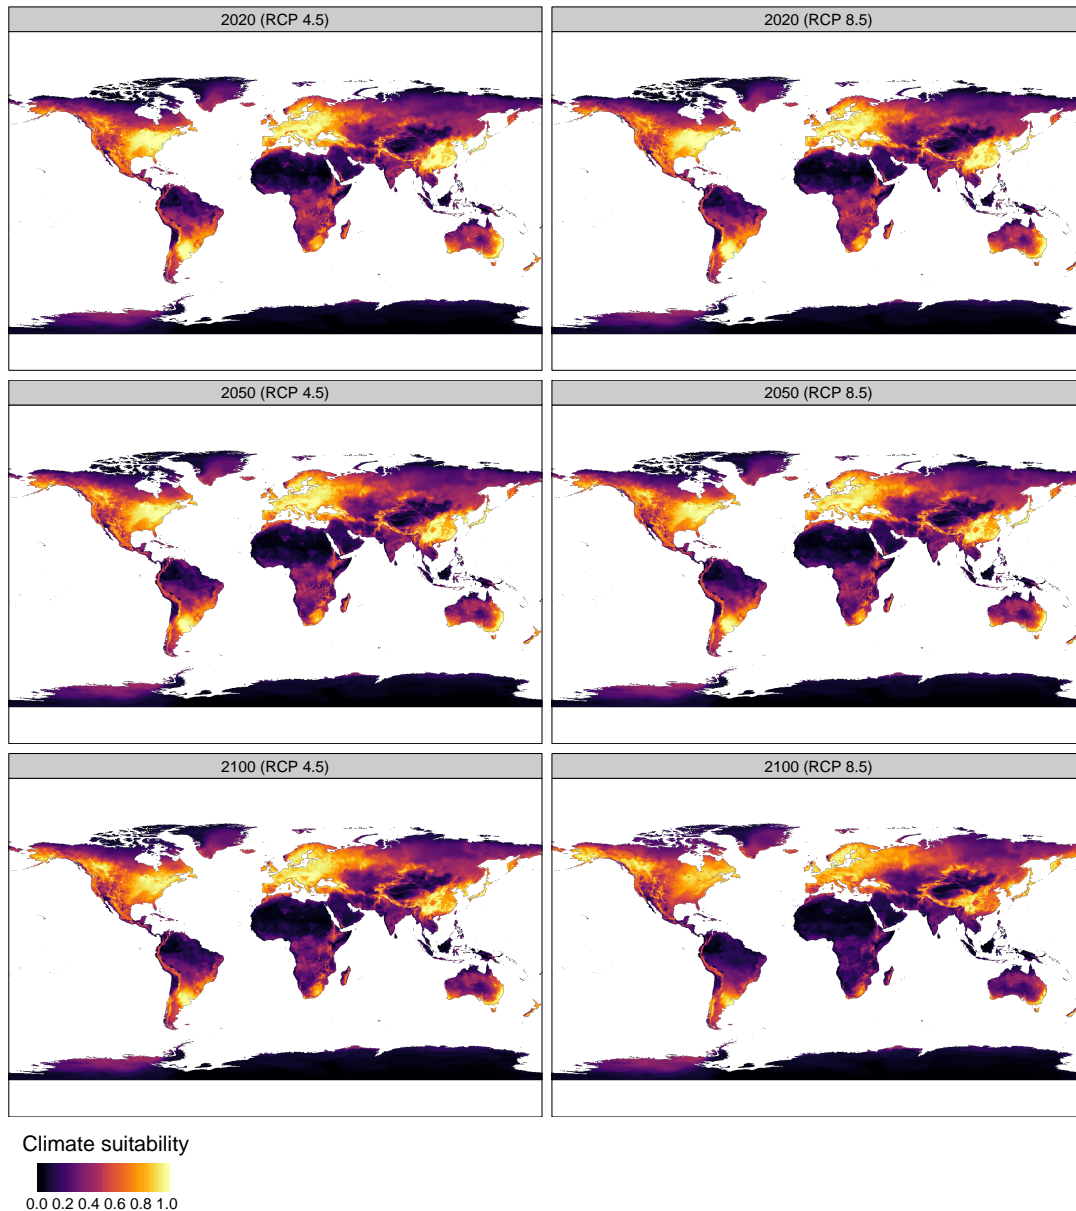 2020 (RCP 4.5)
2020 (RCP 8.5)
2050 (RCP 4.5)
2050 (RCP 8.5)
2100 (RCP 4.5)
2100 (RCP 8.5)
Climate suitability
0.0 0.2 0.4 0.6 0.8 1.0